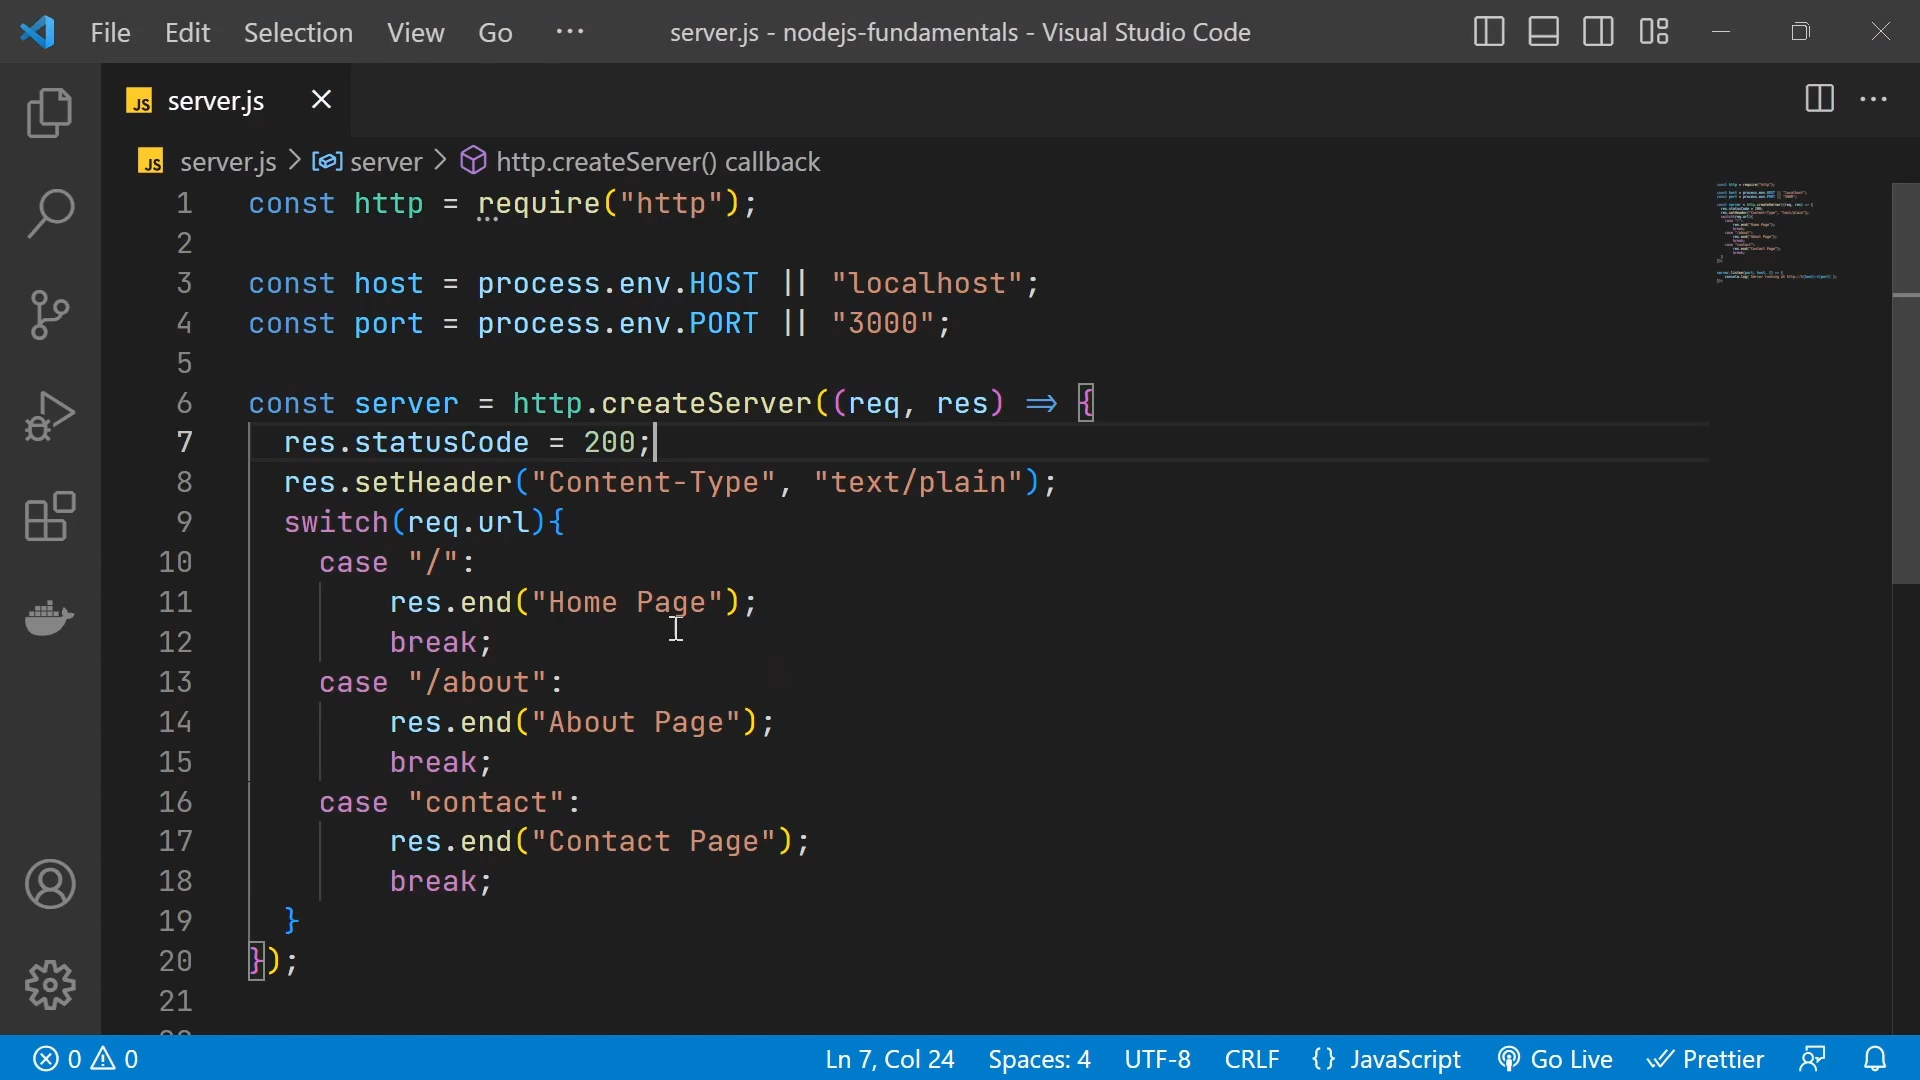 File Edit Selection View Go ··· server.js - nodejs-fundamentals - Visual Studio Code
JS server.js
JS server.js > server > http.createServer() callback
1 const http = require("http");
2
3 const host = process.env.HOST || "localhost";
4 const port = process.env.PORT || "3000";
5
6 const server = http.createServer((req, res) => {
7 res.statusCode = 200;
8 res.setHeader("Content-Type", "text/plain");
9 switch(req.url){
10 case "/":
11 res.end("Home Page");
12 break;
13 case "/about":
14 res.end("About Page");
15 break;
16 case "contact":
17 res.end("Contact Page");
18 break;
19 }
20 });
21
0 0 Ln 7, Col 24 Spaces: 4 UTF-8 CRLF {} JavaScript Go Live Prettier